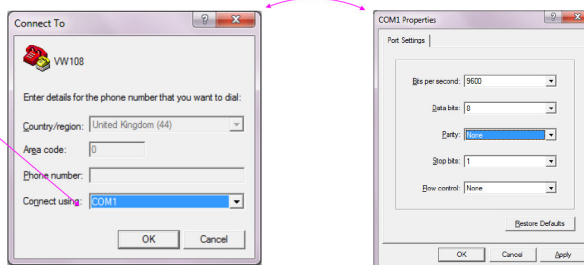 Connect To
VW108
Enter details for the phone number that you want to dial:
Country/region: United Kingdom (44)
Area code: 0
Phone number:
Connect using: COM1
OK Cancel
COM1 Properties
Port Settings
Bits per second: 9600
Data bits: 8
Parity: None
Stop bits: 1
Flow control: None
Restore Defaults
OK Cancel Apply